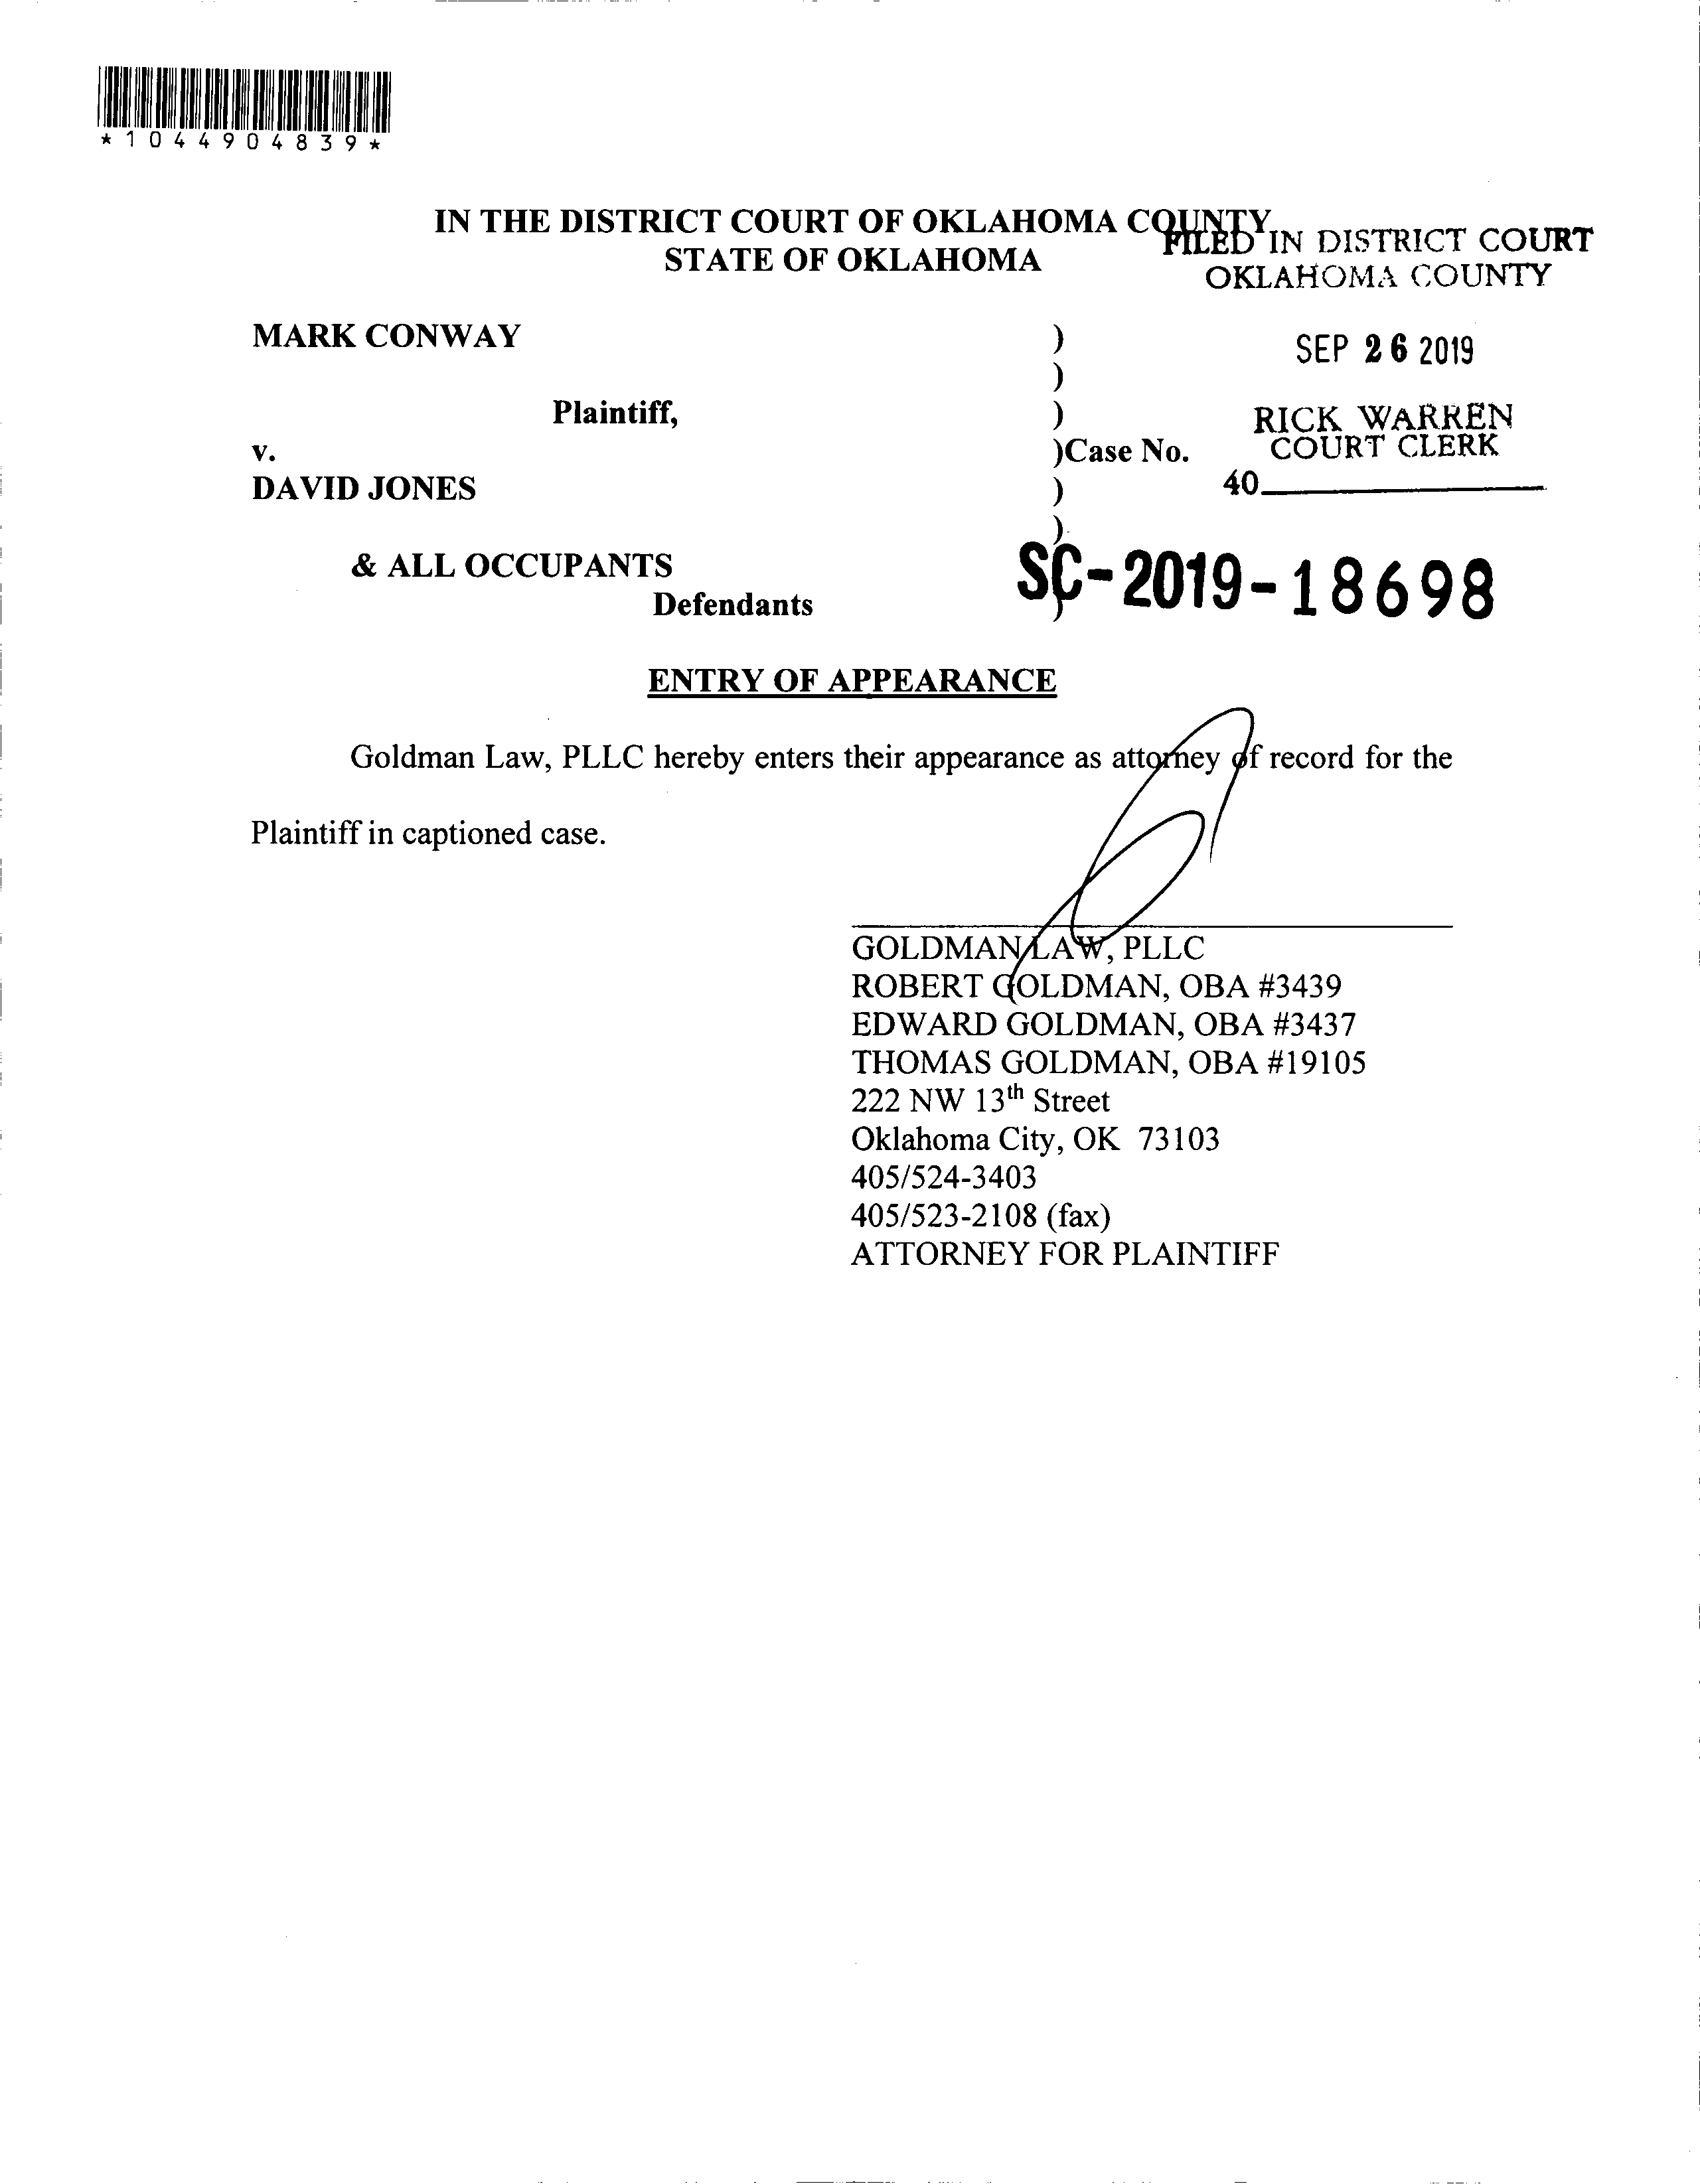 *1044904839*
IN THE DISTRICT COURT OF OKLAHOMA COUNTY
STATE OF OKLAHOMA
FILED IN DISTRICT COURT
OKLAHOMA COUNTY
MARK CONWAY )
SEP 26 2019
)
Plaintiff, )
RICK WARREN
COURT CLERK
v. )Case No.
40
DAVID JONES )
)
& ALL OCCUPANTS
SC-2019-18698
Defendants )
ENTRY OF APPEARANCE
Goldman Law, PLLC hereby enters their appearance as attorney of record for the
Plaintiff in captioned case.
GOLDMAN LAW, PLLC
ROBERT GOLDMAN, OBA #3439
EDWARD GOLDMAN, OBA #3437
THOMAS GOLDMAN, OBA #19105
222 NW 13th Street
Oklahoma City, OK 73103
405/524-3403
405/523-2108 (fax)
ATTORNEY FOR PLAINTIFF